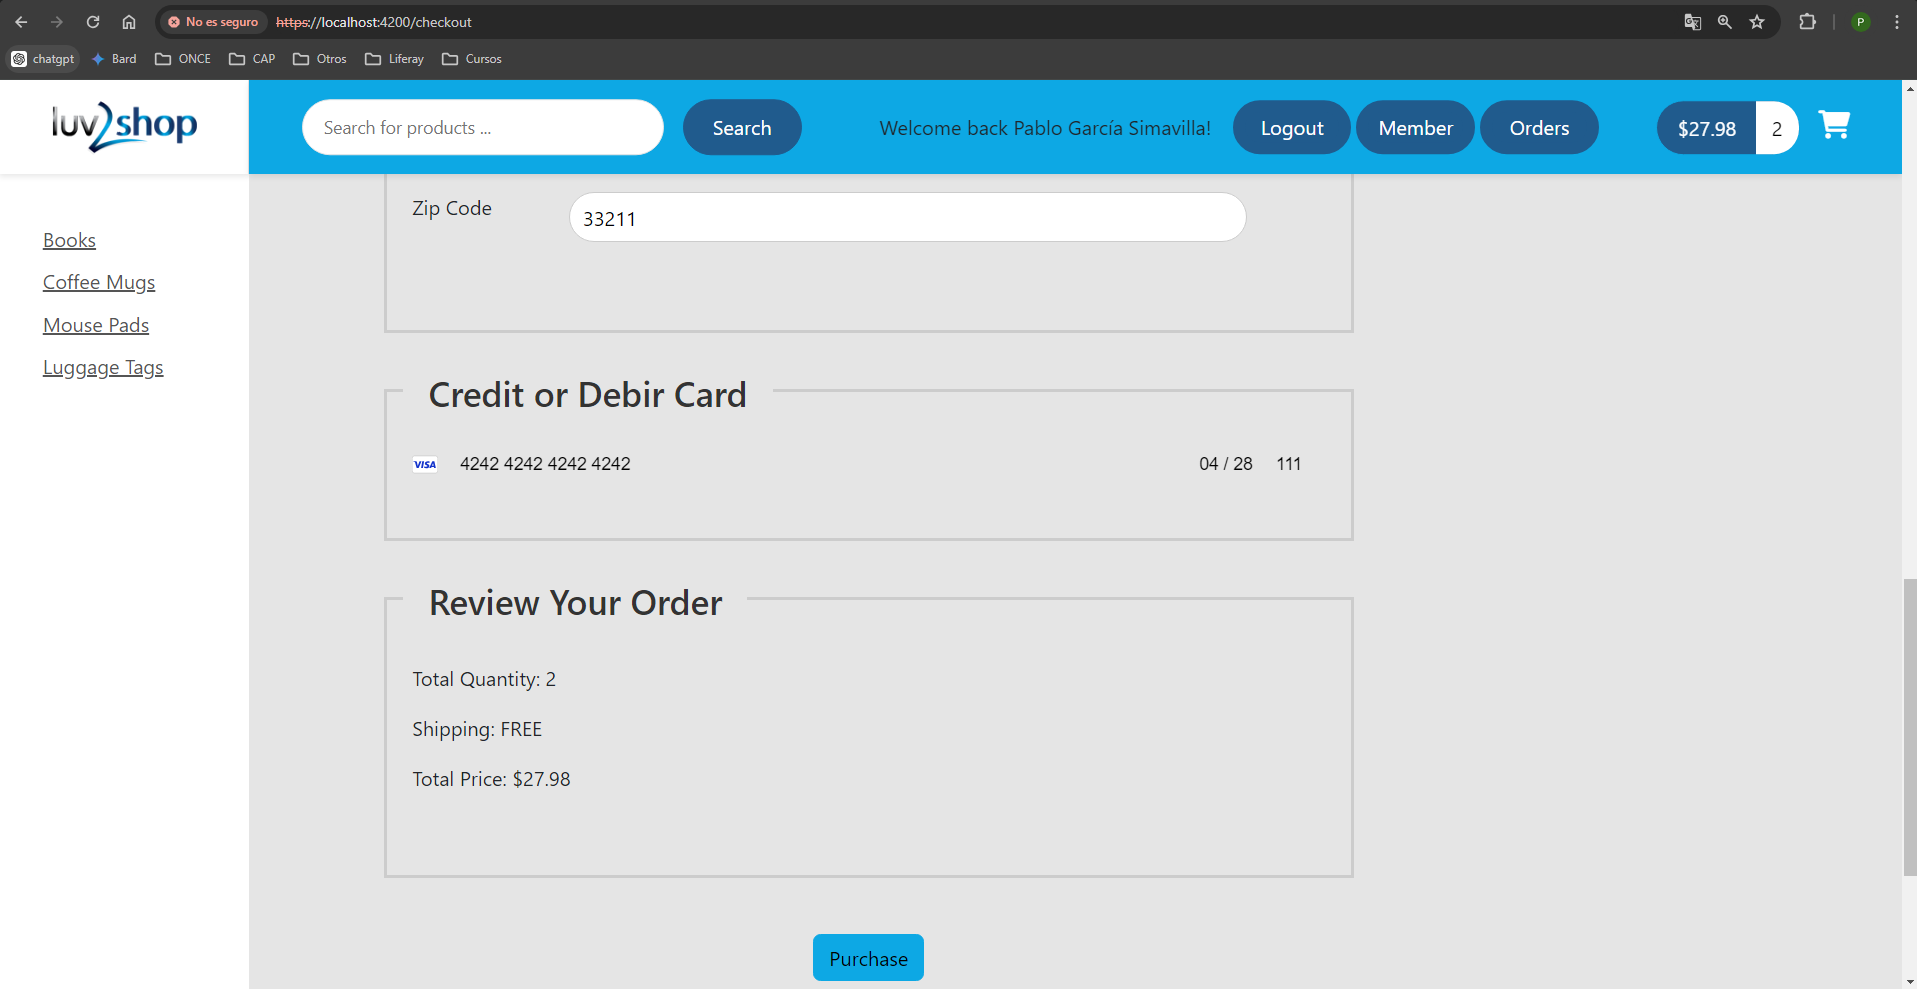 No es seguro https://localhost:4200/checkout P
chatgpt Bard ONCE CAP Otros Liferay Cursos
luv2shop Search for products ... Search Welcome back Pablo García Simavilla! Logout Member Orders $27.98 2
Books
Coffee Mugs
Mouse Pads
Luggage Tags
Zip Code 33211
Credit or Debir Card
VISA 4242 4242 4242 4242 04 / 28 111
Review Your Order
Total Quantity: 2
Shipping: FREE
Total Price: $27.98
Purchase